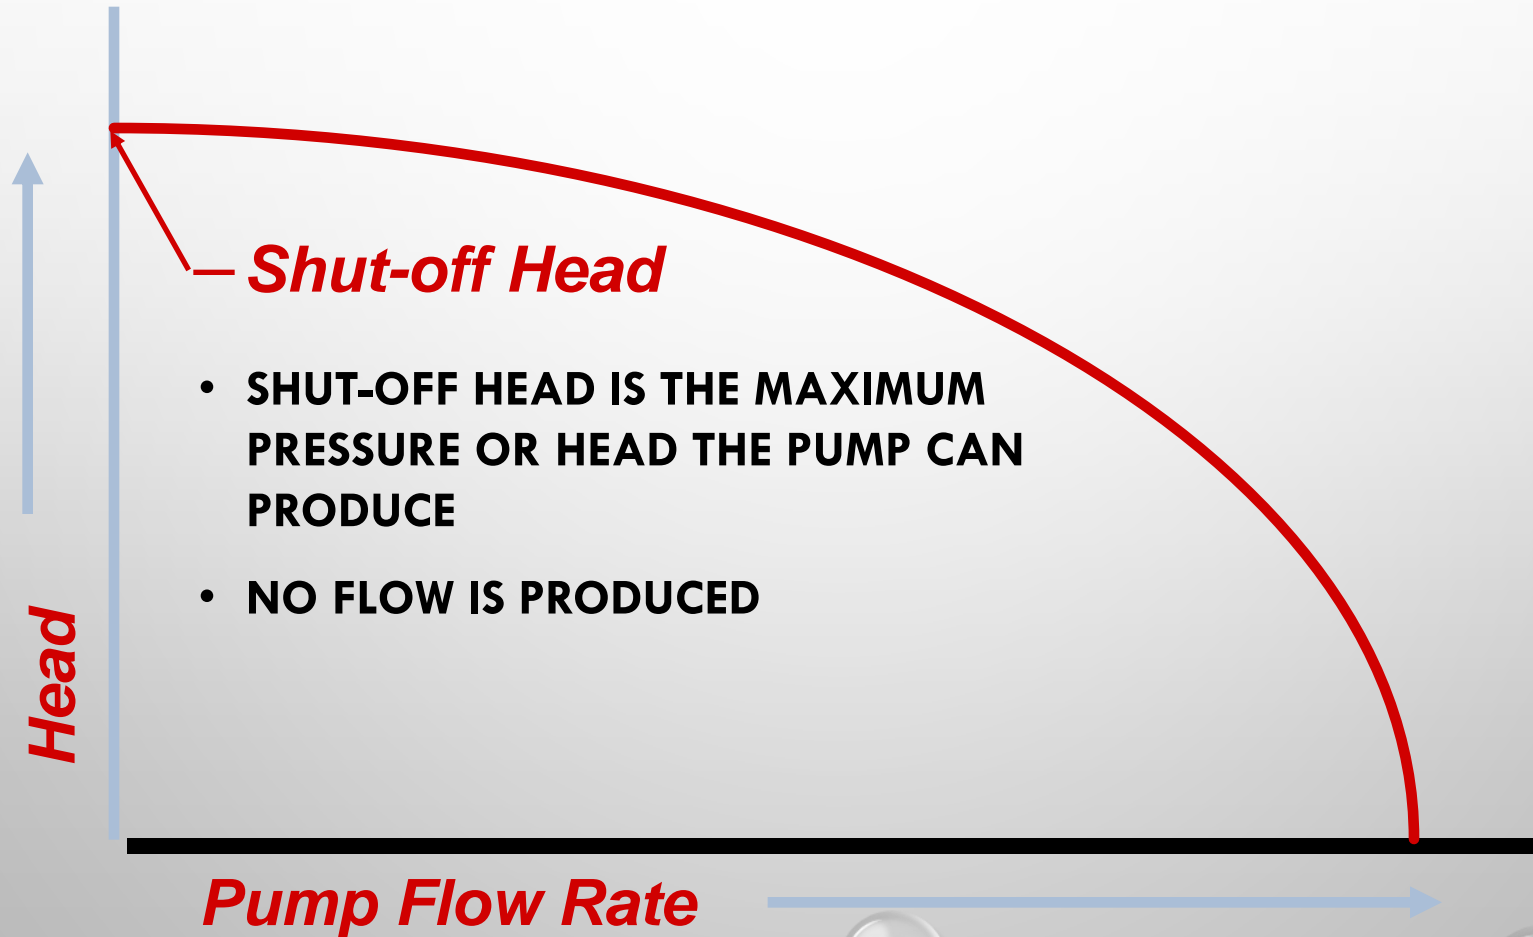 Shut-off Head
• SHUT-OFF HEAD IS THE MAXIMUM
PRESSURE OR HEAD THE PUMP CAN
PRODUCE
• NO FLOW IS PRODUCED
Head
Pump Flow Rate